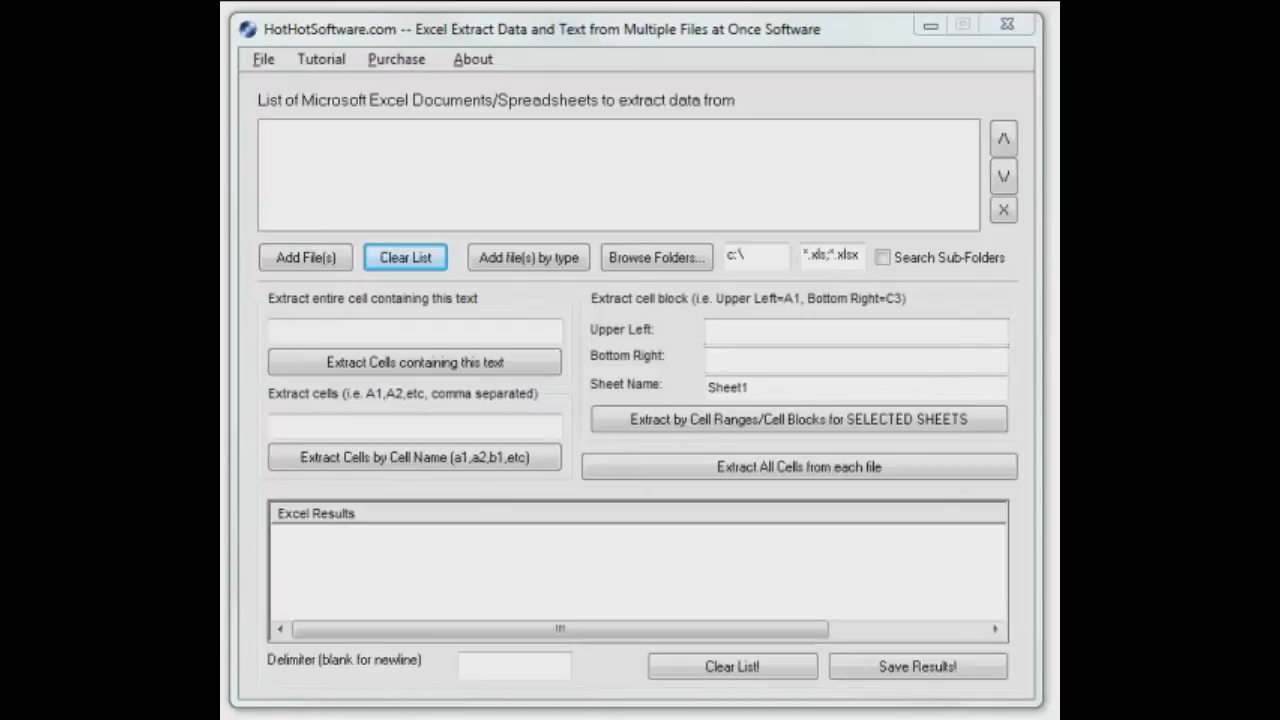 HotHotSoftware.com -- Excel Extract Data and Text from Multiple Files at Once Software
File Tutorial Purchase About
List of Microsoft Excel Documents/Spreadsheets to extract data from
/\
\/
X
Add File(s) Clear List Add file(s) by type Browse Folders... c:\ *.xls;*.xlsx Search Sub-Folders
Extract entire cell containing this text
Extract Cells containing this text
Extract cells (i.e. A1,A2,etc, comma separated)
Extract Cells by Cell Name (a1,a2,b1,etc)
Extract cell block (i.e. Upper Left=A1, Bottom Right=C3)
Upper Left:
Bottom Right:
Sheet Name: Sheet1
Extract by Cell Ranges/Cell Blocks for SELECTED SHEETS
Extract All Cells from each file
Excel Results
Delimiter (blank for newline) Clear List! Save Results!